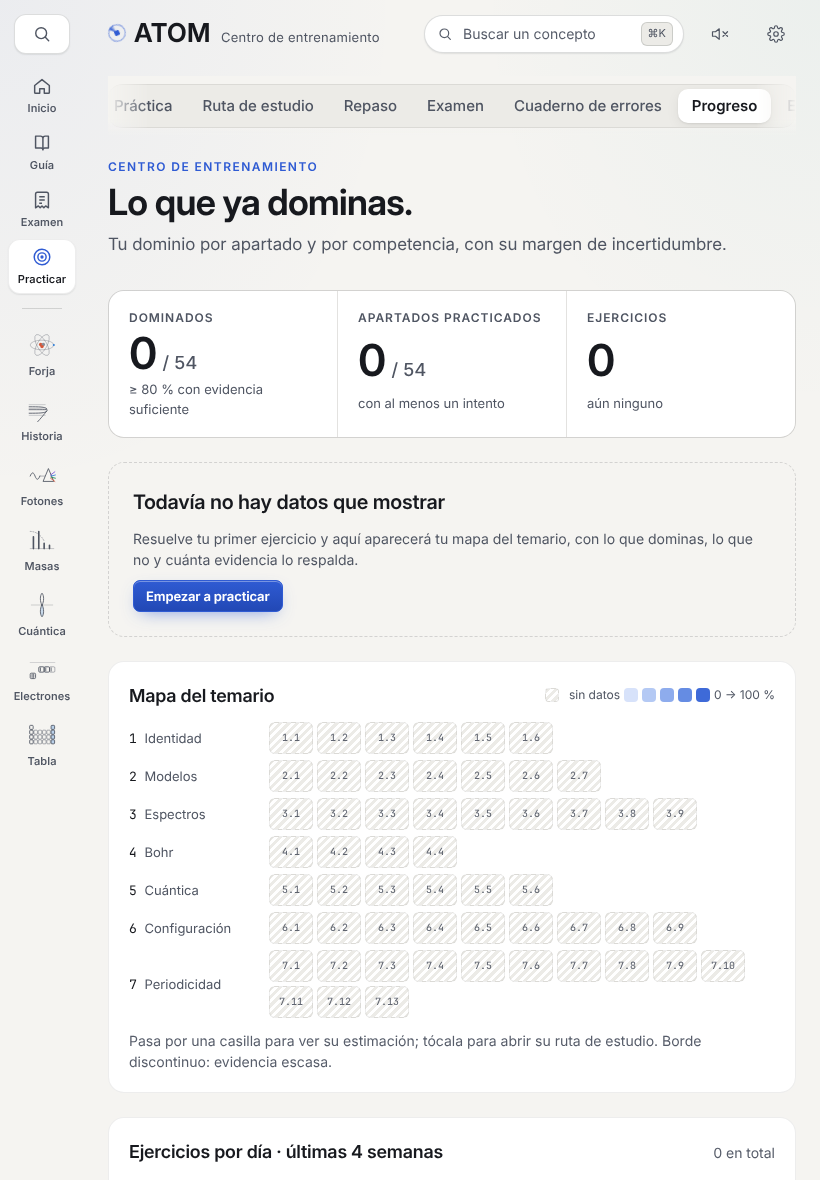 ATOM Centro de entrenamiento
Buscar un concepto ⌘K
Inicio
Guía
Examen
Practicar
Forja
Historia
Fotones
Masas
Cuántica
Electrones
Tabla
Práctica Ruta de estudio Repaso Examen Cuaderno de errores Progreso
CENTRO DE ENTRENAMIENTO
Lo que ya dominas.
Tu dominio por apartado y por competencia, con su margen de incertidumbre.
DOMINADOS
0 / 54
≥ 80 % con evidencia
suficiente
APARTADOS PRACTICADOS
0 / 54
con al menos un intento
EJERCICIOS
0
aún ninguno
Todavía no hay datos que mostrar
Resuelve tu primer ejercicio y aquí aparecerá tu mapa del temario, con lo que dominas, lo que
no y cuánta evidencia lo respalda.
Empezar a practicar
Mapa del temario
sin datos 0 → 100 %
1 Identidad 1.1 1.2 1.3 1.4 1.5 1.6
2 Modelos 2.1 2.2 2.3 2.4 2.5 2.6 2.7
3 Espectros 3.1 3.2 3.3 3.4 3.5 3.6 3.7 3.8 3.9
4 Bohr 4.1 4.2 4.3 4.4
5 Cuántica 5.1 5.2 5.3 5.4 5.5 5.6
6 Configuración 6.1 6.2 6.3 6.4 6.5 6.6 6.7 6.8 6.9
7 Periodicidad 7.1 7.2 7.3 7.4 7.5 7.6 7.7 7.8 7.9 7.10
7.11 7.12 7.13
Pasa por una casilla para ver su estimación; tócala para abrir su ruta de estudio. Borde
discontinuo: evidencia escasa.
Ejercicios por día · últimas 4 semanas
0 en total